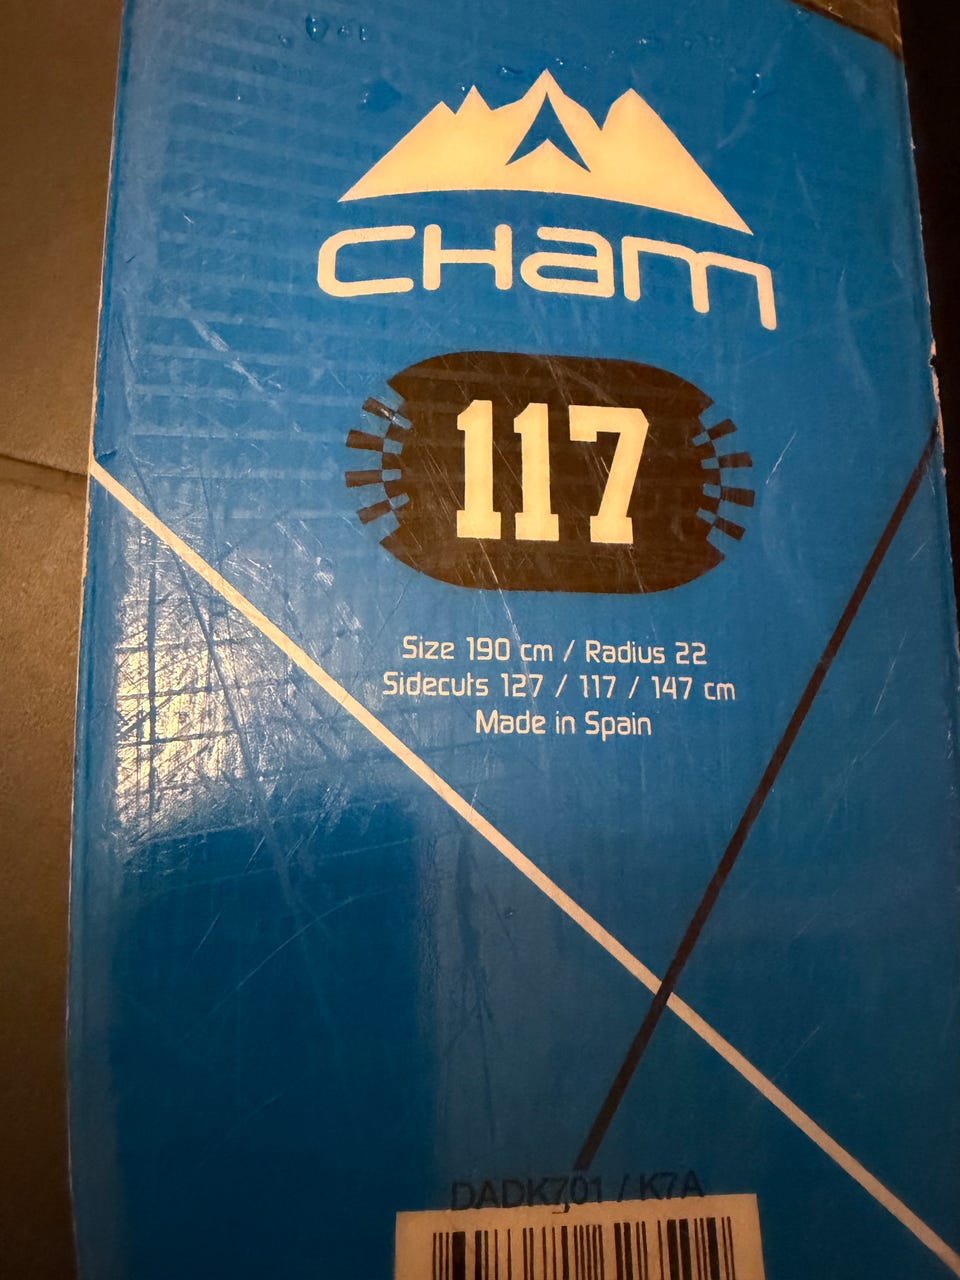 CHam
117
Size 190 cm / Radius 22
Sidecuts 127 / 117 / 147 cm
Made in Spain
DADK701 / K7A